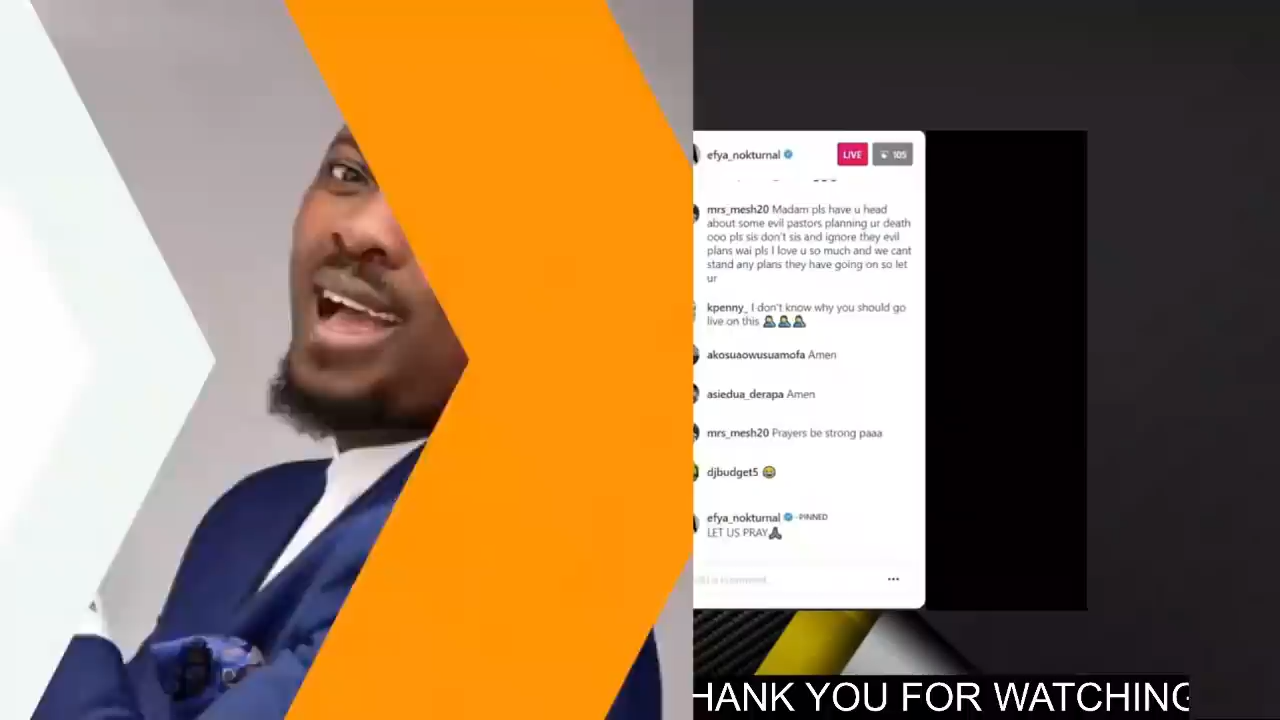 efya_nokturnal
LIVE
105
mrs_mesh20 Madam pls have u head
about some evil pastors planning ur death
ooo pls sis don't sis and ignore they evil
plans wai pls I love u so much and we cant
stand any plans they have going on so let
ur
kpenny_ I don't know why you should go
live on this 🤦‍♂️🤦‍♂️🤦‍♂️
akosuaowusuamofa Amen
asiedua_derapa Amen
mrs_mesh20 Prayers be strong paaa
djbudget5 😂
efya_nokturnal • PINNED
LET US PRAY🙏🏿
HANK YOU FOR WATCHING